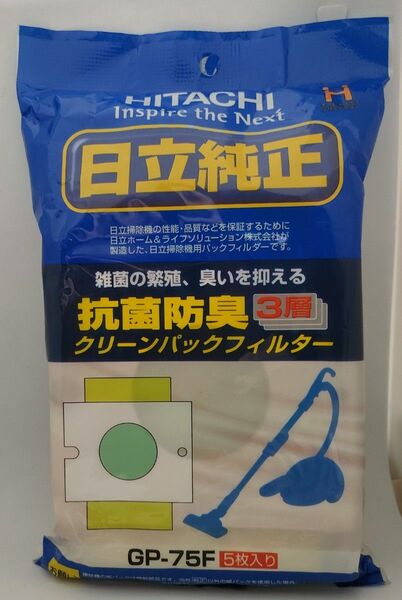 HITACHI
Inspire the Next
日立純正
日立掃除機の性能・品質などを保証するために
日立ホーム＆ライフソリューション株式会社が
製造した、日立掃除機用パックフィルターです。
雑菌の繁殖、臭いを抑える
抗菌防臭 3層
クリーンパックフィルター
GP-75F 5枚入り